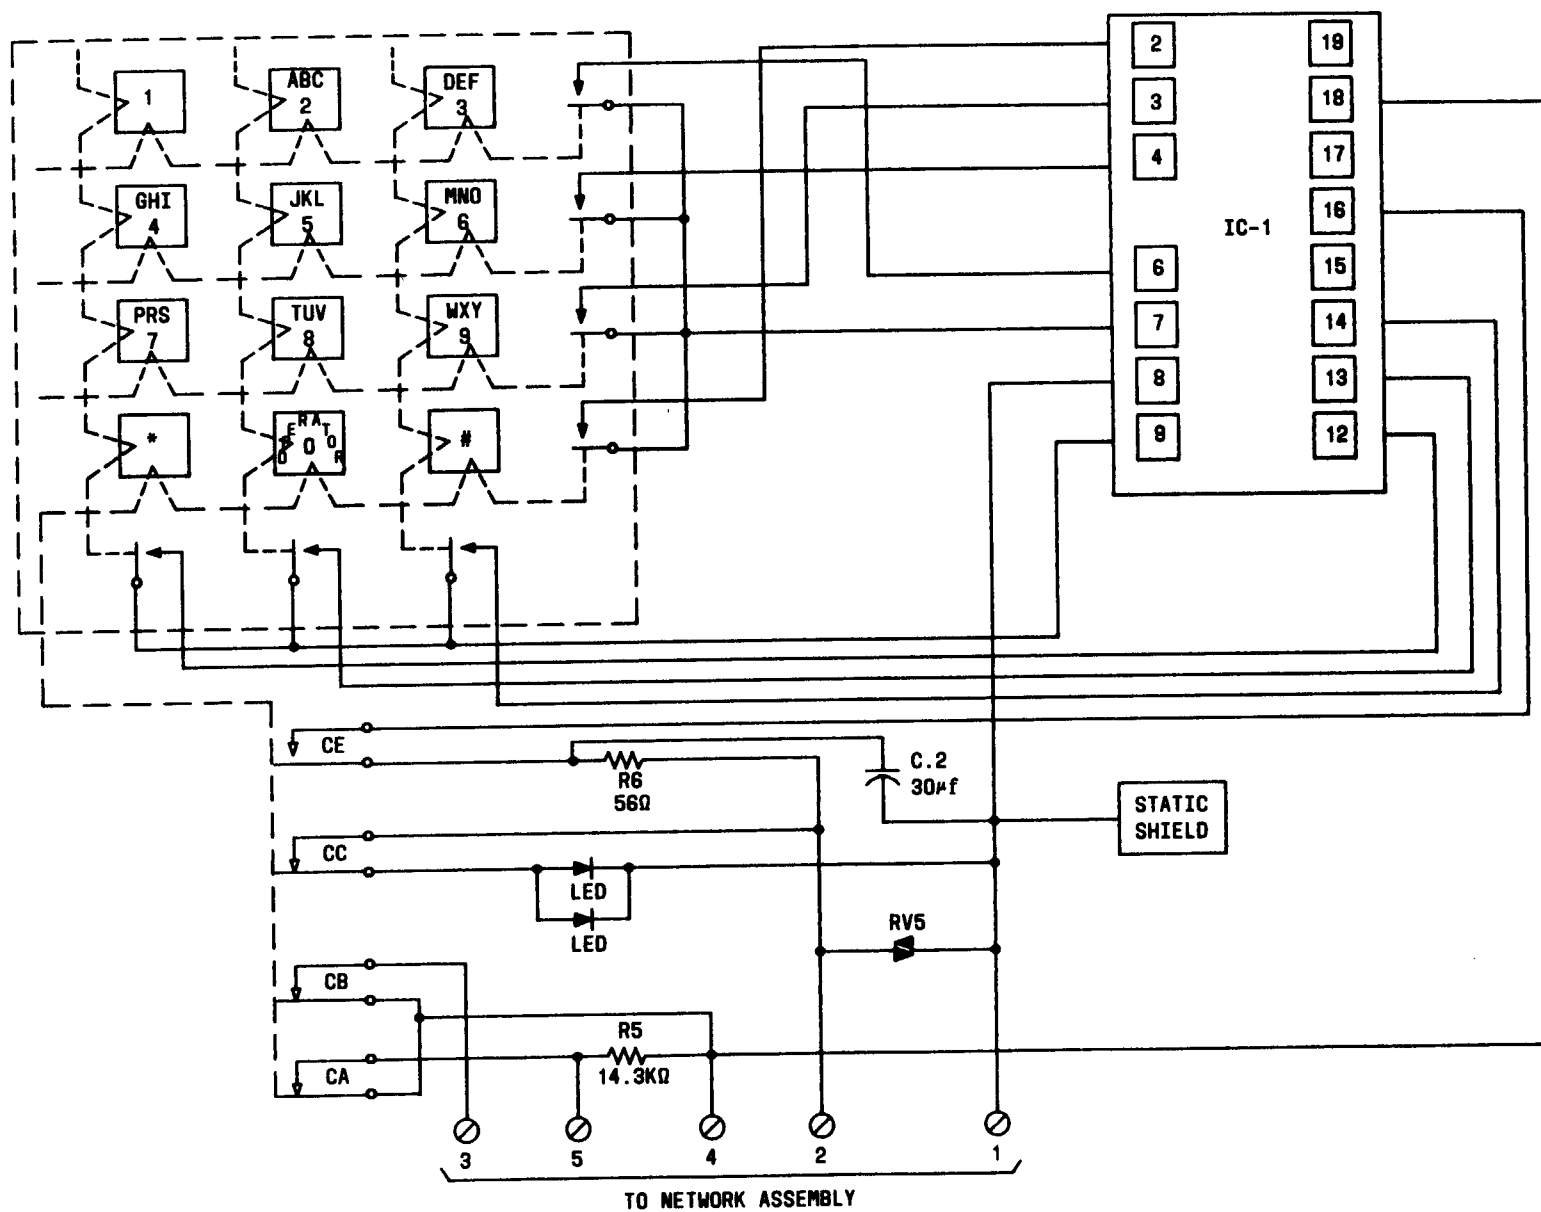 1
ABC
2
DEF
3
GHI
4
JKL
5
MNO
6
PRS
7
TUV
8
WXY
9
*
OPERATOR
0
#
IC-1
2
3
4
6
7
8
9
19
18
17
16
15
14
13
12
CE
R6
56Ω
C.2
30μf
STATIC
SHIELD
CC
LED
LED
RV5
CB
CA
R5
14.3KΩ
3
5
4
2
1
TO NETWORK ASSEMBLY